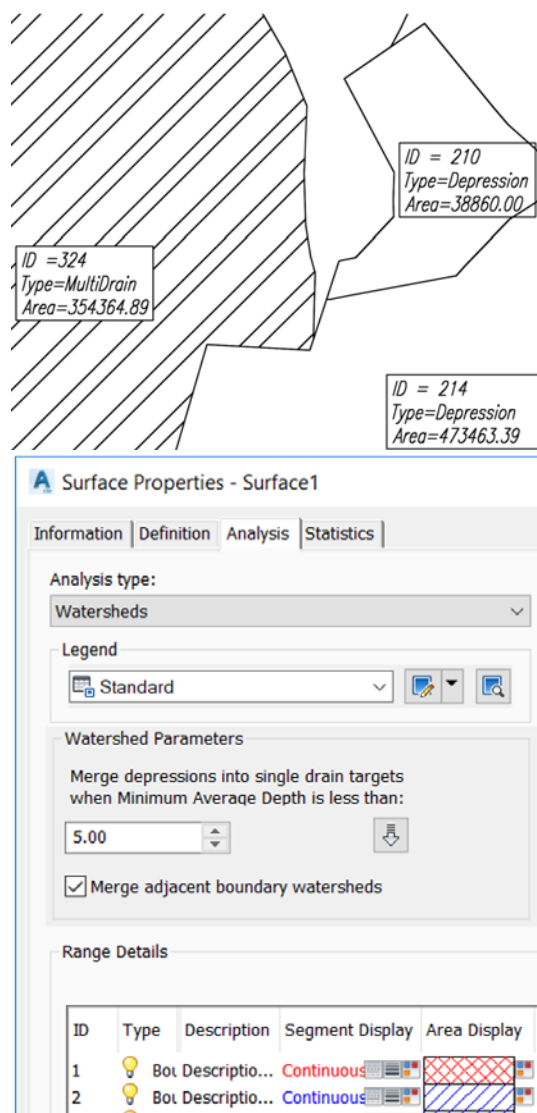 ID = 210
Type=Depression
Area=38860.00
ID =324
Type=MultiDrain
Area=354364.89
ID = 214
Type=Depression
Area=473463.39
Surface Properties - Surface1
Information Definition Analysis Statistics
Analysis type:
Watersheds
Legend
Standard
Watershed Parameters
Merge depressions into single drain targets
when Minimum Average Depth is less than:
5.00
Merge adjacent boundary watersheds
Range Details
ID Type Description Segment Display Area Display
1 Bou Descriptio... Continuous
2 Bou Descriptio... Continuous